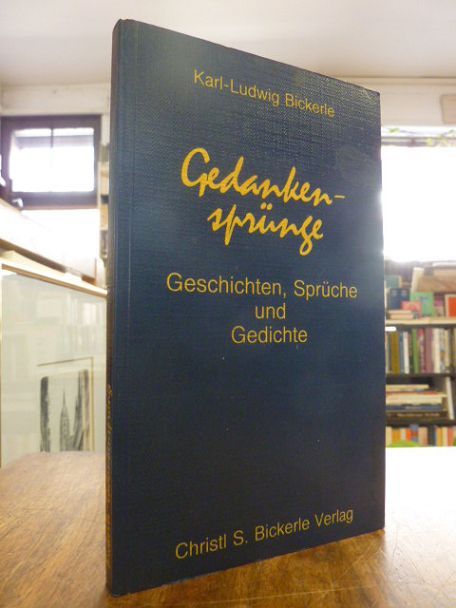 Karl-Ludwig Bickerle
Gedanken-
sprünge
Geschichten, Sprüche
und
Gedichte
Christl S. Bickerle Verlag